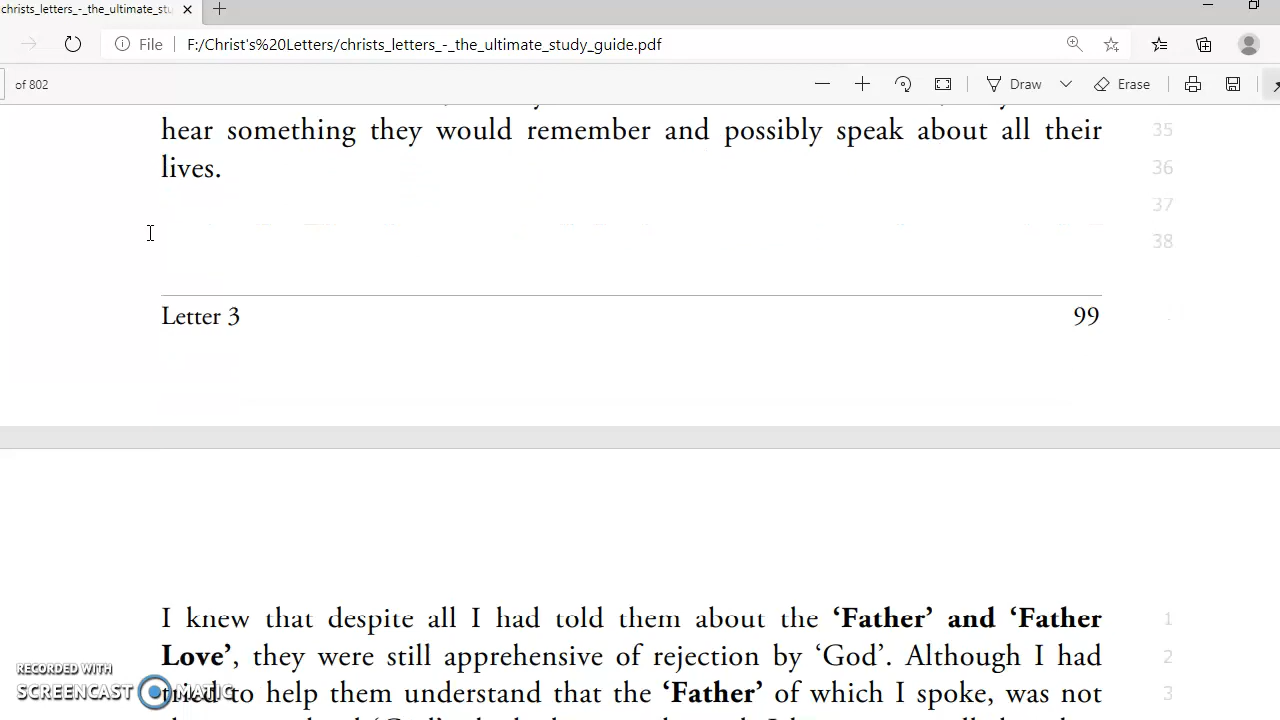 christs_letters_-_the_ultimate_stu
File F:/Christ's%20Letters/christs_letters_-_the_ultimate_study_guide.pdf
of 802 Draw Erase
hear something they would remember and possibly speak about all their 35
lives. 36
37
38
Letter 3 99
I knew that despite all I had told them about the ‘Father’ and ‘Father 1
Love’, they were still apprehensive of rejection by ‘God’. Although I had 2
tried to help them understand that the ‘Father’ of which I spoke, was not 3
RECORDED WITH
SCREENCAST MATIC